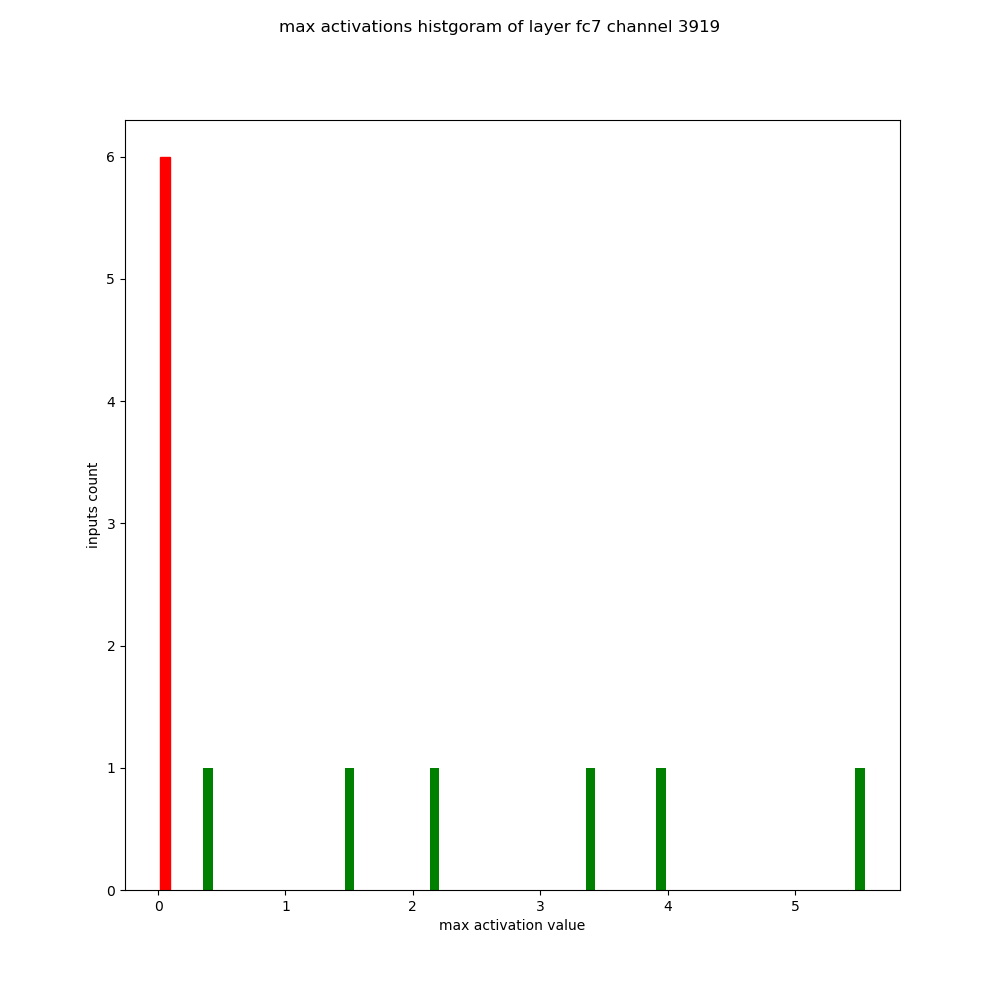 max activations histgoram of layer fc7 channel 3919
6
5
4
3
2
1
0
inputs count
0 1 2 3 4 5
max activation value